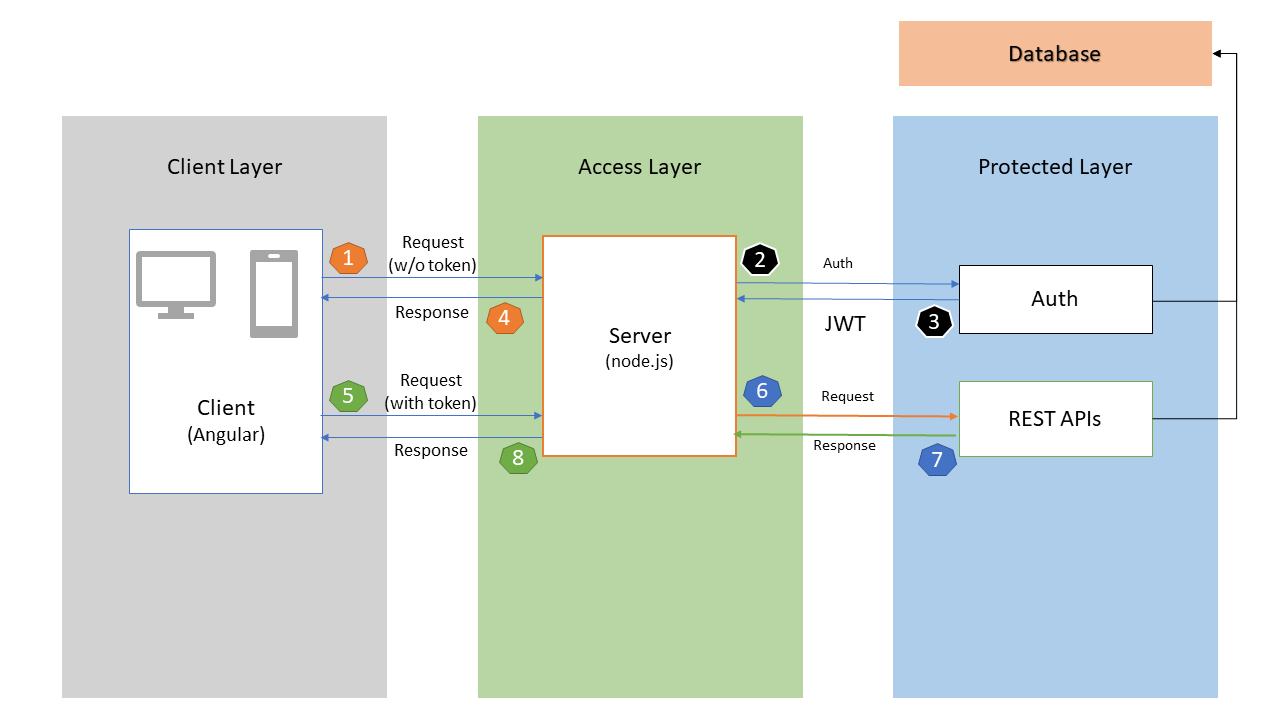 Database
Client Layer
Access Layer
Protected Layer
1
Request
(w/o token)
Response
4
5
Request
(with token)
Response
8
Client
(Angular)
Server
(node.js)
2
Auth
JWT
3
6
Request
Response
7
Auth
REST APIs